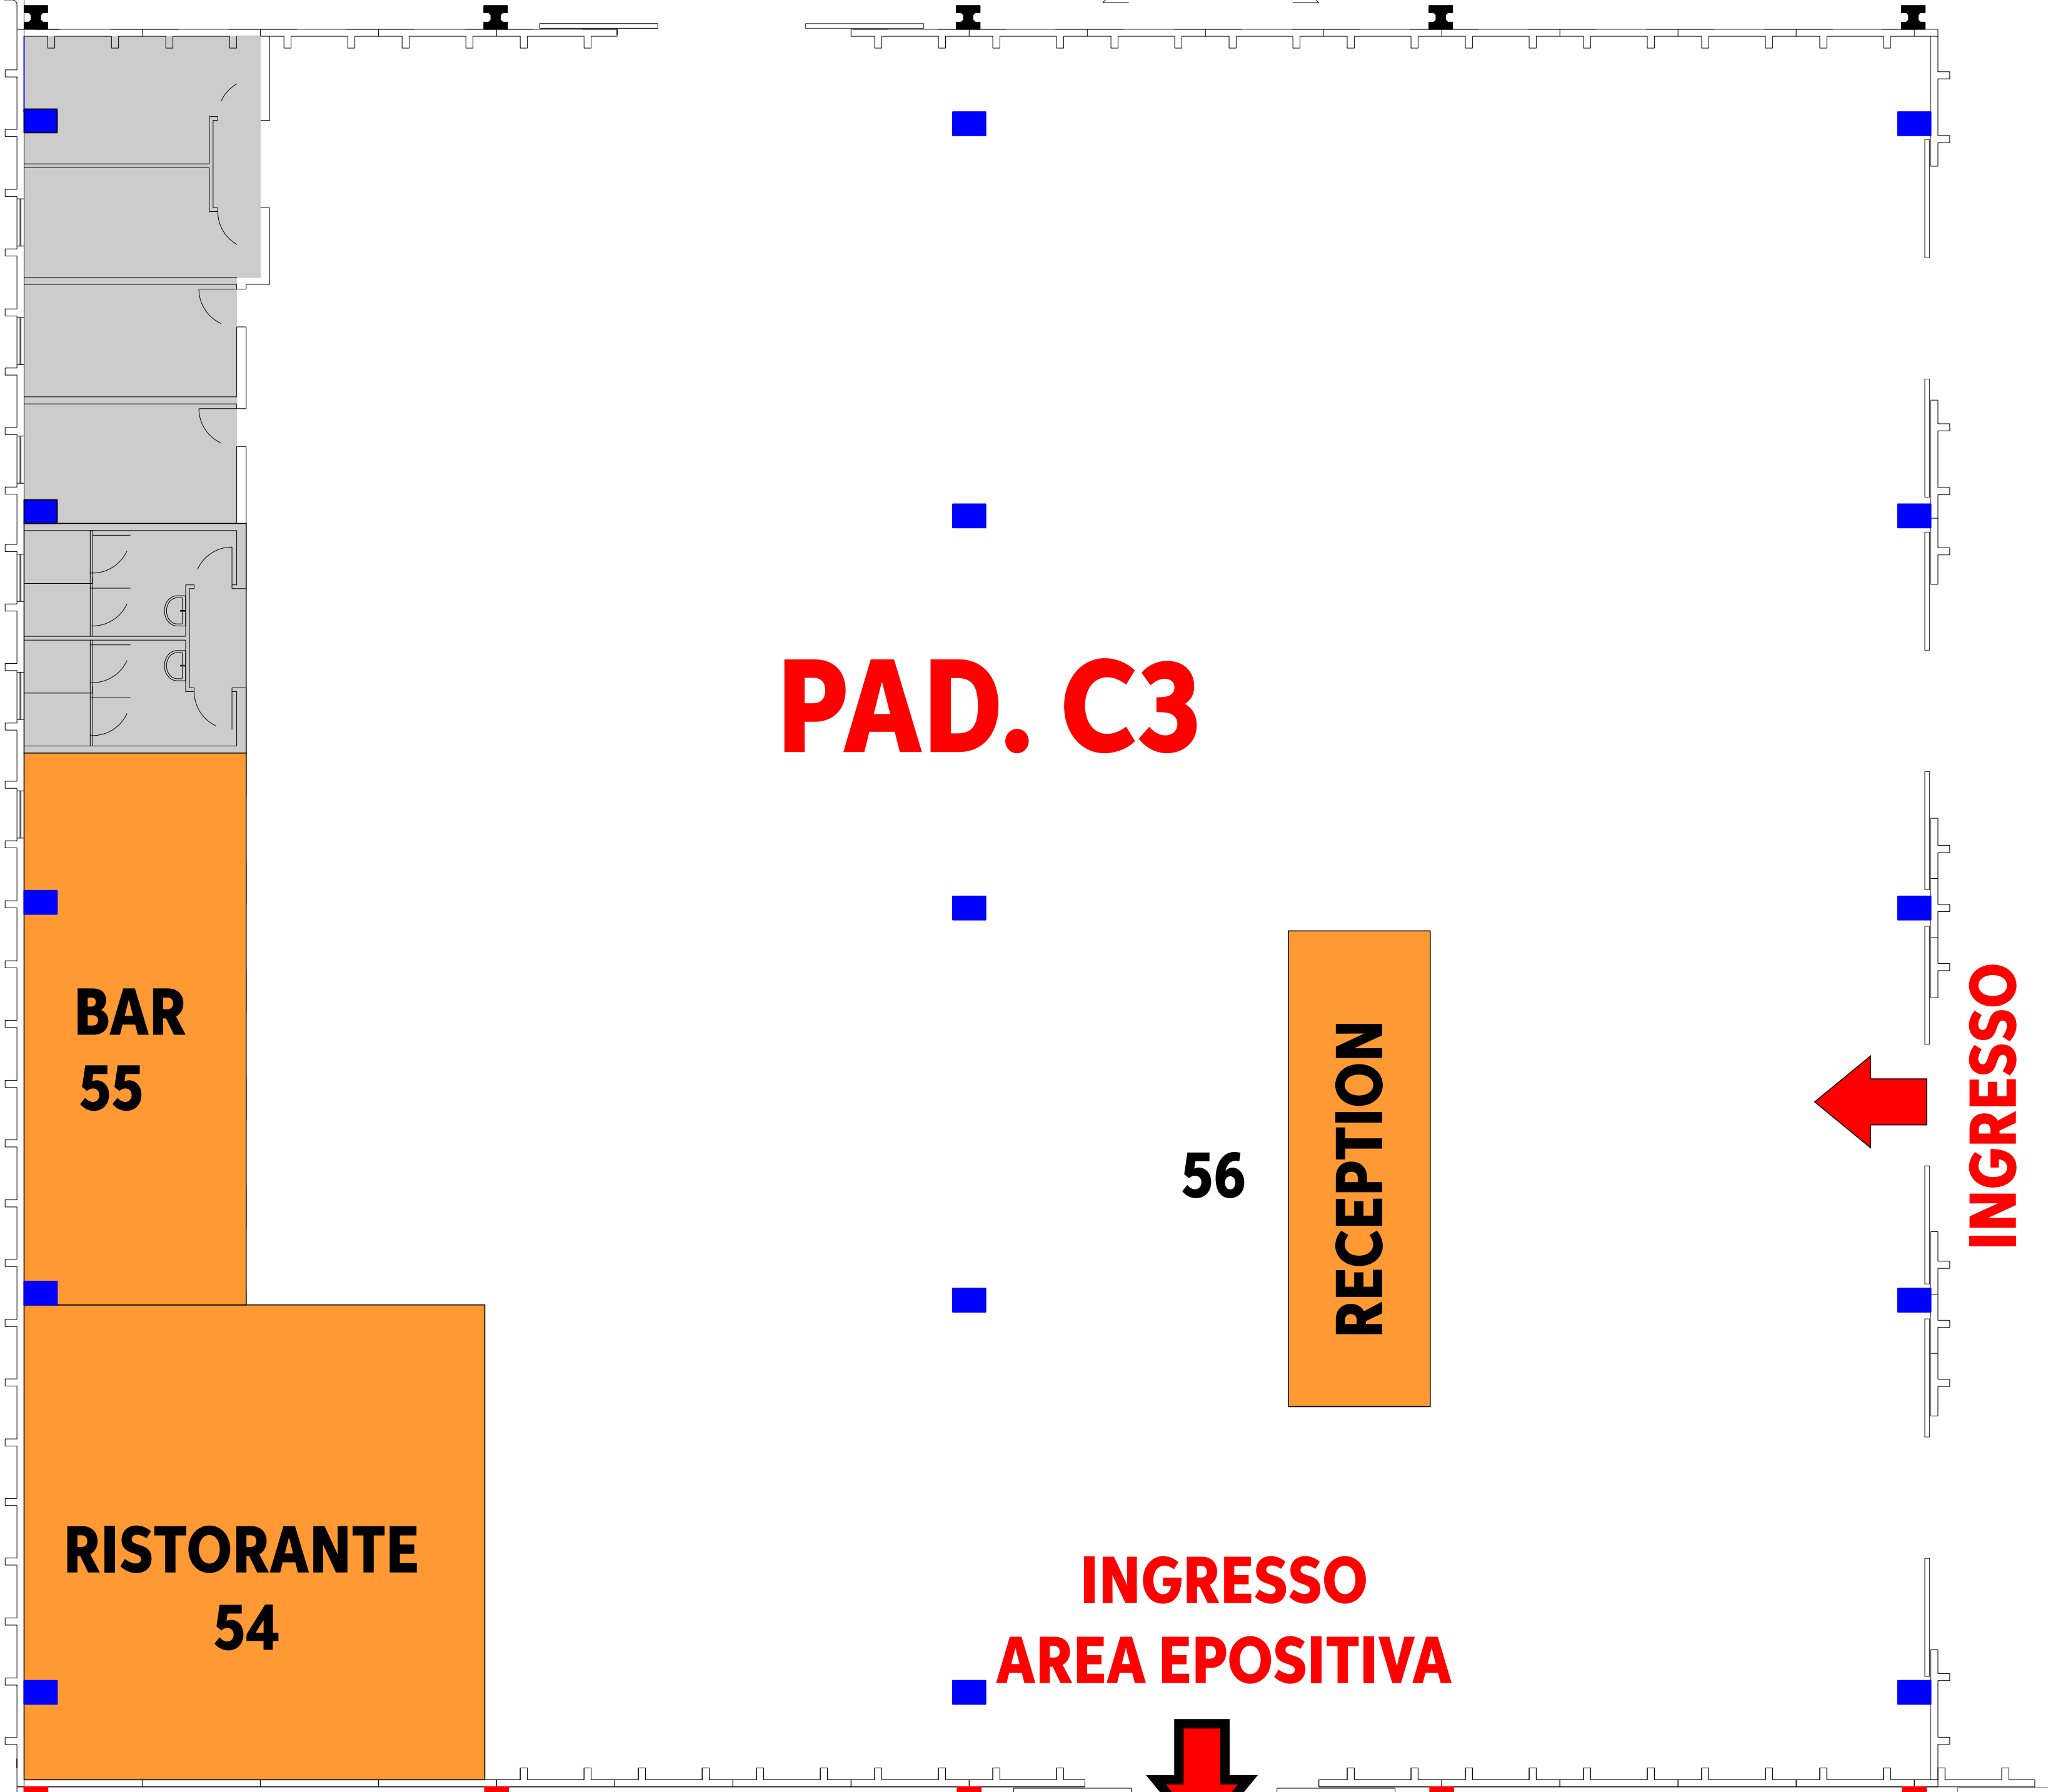 PAD. C3
BAR
55
56
RECEPTION
INGRESSO
RISTORANTE
54
INGRESSO
AREA EPOSITIVA